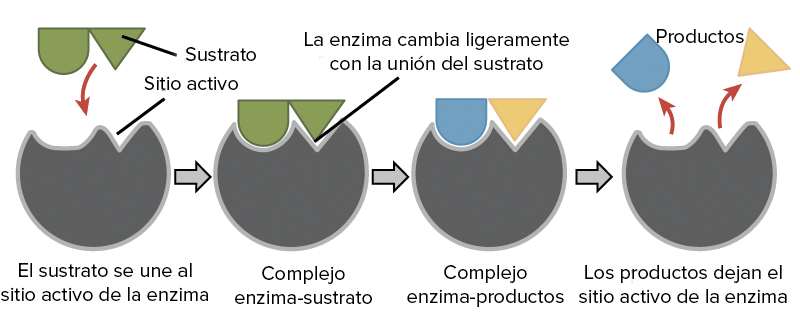 Sustrato
Sitio activo
La enzima cambia ligeramente
con la unión del sustrato
Productos
El sustrato se une al
sitio activo de la enzima
Complejo
enzima-sustrato
Complejo
enzima-productos
Los productos dejan el
sitio activo de la enzima